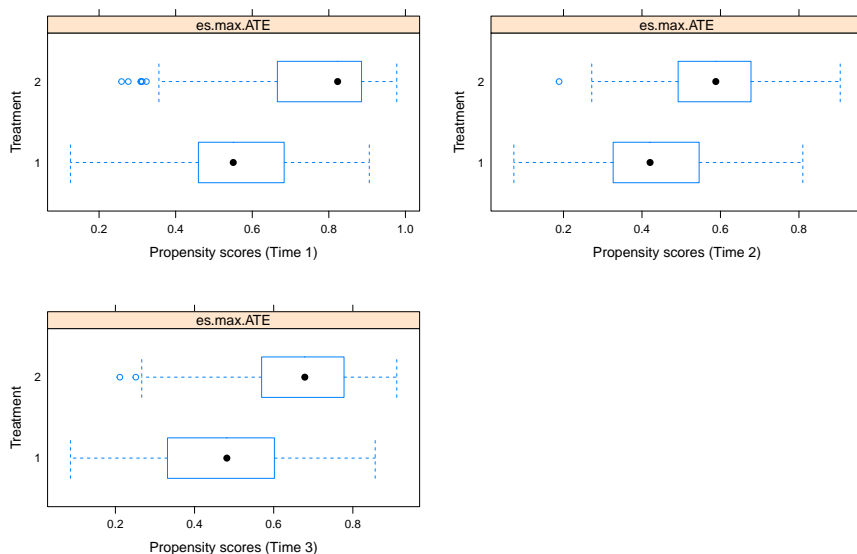 es.max.ATE
Treatment
2
1
0.2 0.4 0.6 0.8 1.0
Propensity scores (Time 1)
es.max.ATE
Treatment
2
1
0.2 0.4 0.6 0.8
Propensity scores (Time 2)
es.max.ATE
Treatment
2
1
0.2 0.4 0.6 0.8
Propensity scores (Time 3)